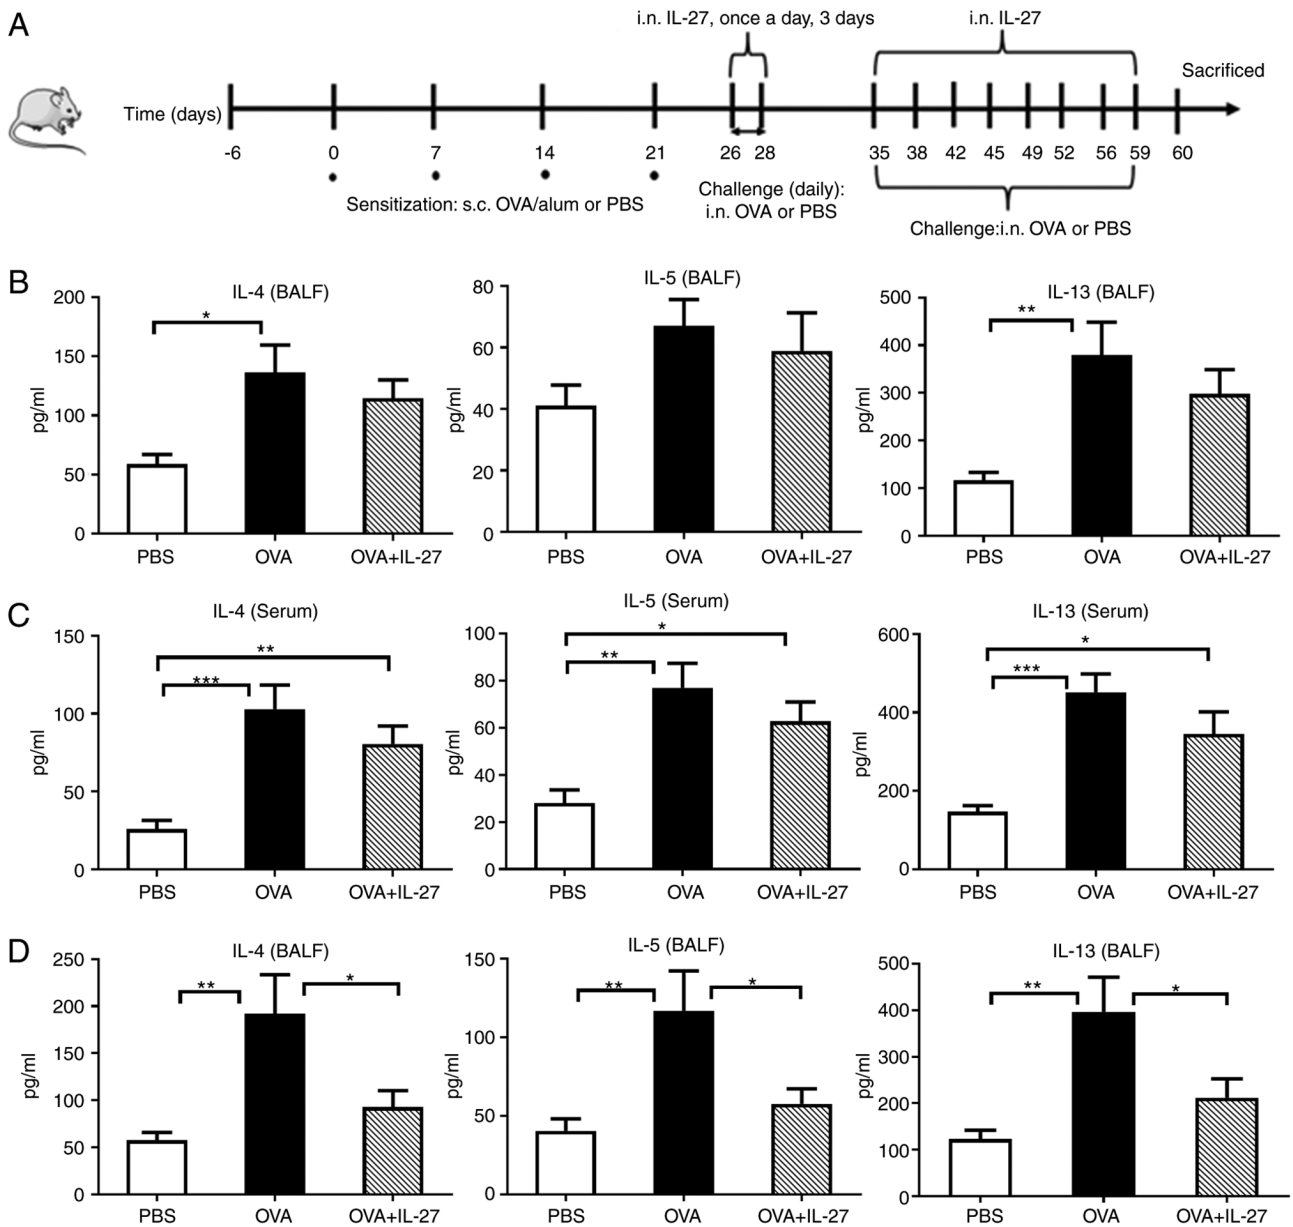 A
i.n. IL-27, once a day, 3 days
i.n. IL-27
Sacrificed
Time (days)
-6 0 7 14 21 26 28 35 38 42 45 49 52 56 59 60
Sensitization: s.c. OVA/alum or PBS
Challenge (daily):
i.n. OVA or PBS
Challenge:i.n. OVA or PBS
B
IL-4 (BALF)
pg/ml
200
150
100
50
0
*
PBS OVA OVA+IL-27
IL-5 (BALF)
pg/ml
80
60
40
20
0
PBS OVA OVA+IL-27
IL-13 (BALF)
pg/ml
500
400
300
200
100
0
**
PBS OVA OVA+IL-27
C
IL-4 (Serum)
pg/ml
150
100
50
0
**
***
PBS OVA OVA+IL-27
IL-5 (Serum)
pg/ml
100
80
60
40
20
0
*
**
PBS OVA OVA+IL-27
IL-13 (Serum)
pg/ml
600
400
200
0
*
***
PBS OVA OVA+IL-27
D
IL-4 (BALF)
pg/ml
250
200
150
100
50
0
** *
PBS OVA OVA+IL-27
IL-5 (BALF)
pg/ml
150
100
50
0
** *
PBS OVA OVA+IL-27
IL-13 (BALF)
pg/ml
500
400
300
200
100
0
** *
PBS OVA OVA+IL-27